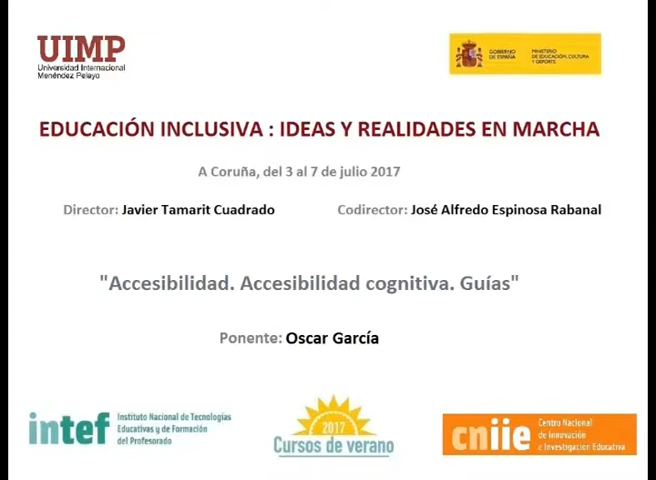 UIMP
Universidad Internacional
Menéndez Pelayo
GOBIERNO
DE ESPAÑA
MINISTERIO
DE EDUCACIÓN, CULTURA
Y DEPORTE
EDUCACIÓN INCLUSIVA : IDEAS Y REALIDADES EN MARCHA
A Coruña, del 3 al 7 de julio 2017
Director: Javier Tamarit Cuadrado
Codirector: José Alfredo Espinosa Rabanal
"Accesibilidad. Accesibilidad cognitiva. Guías"
Ponente: Oscar García
intef
Instituto Nacional de Tecnologías
Educativas y de Formación
del Profesorado
2017
Cursos de verano
cniie
Centro Nacional
de Innovación
e Investigación Educativa